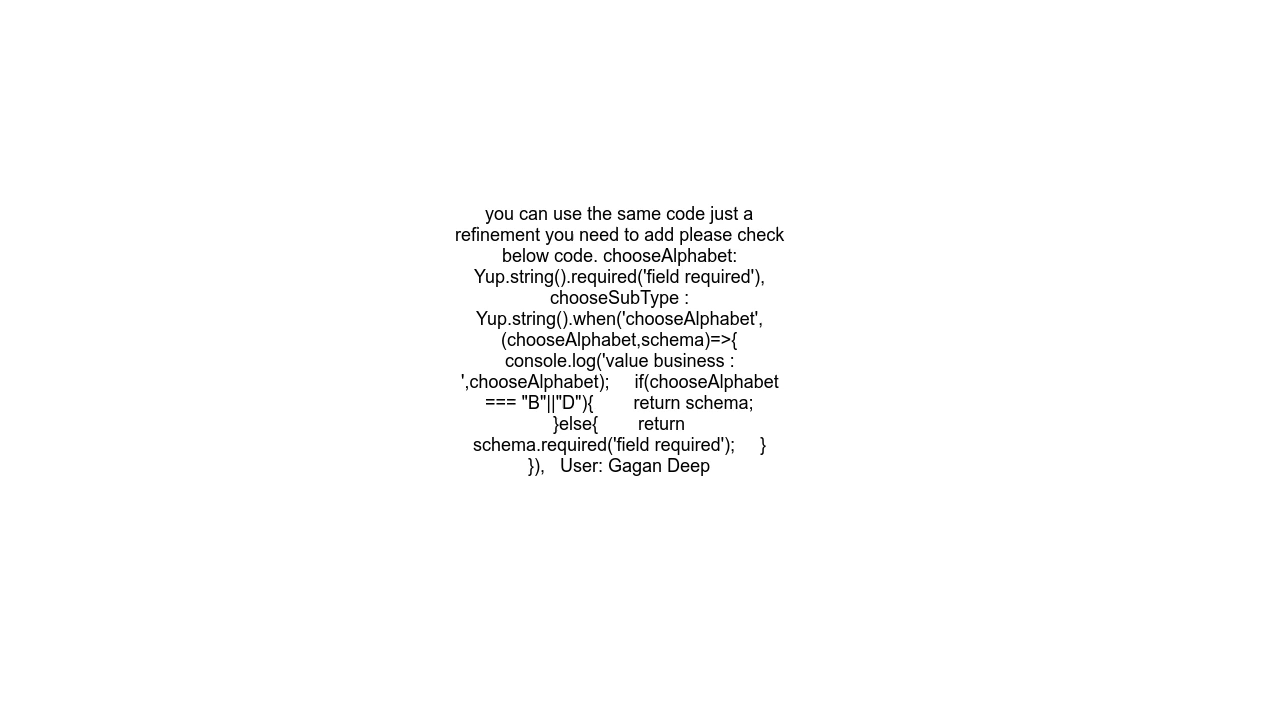 you can use the same code just a
refinement you need to add please check
below code. chooseAlphabet:
Yup.string().required('field required'),
chooseSubType :
Yup.string().when('chooseAlphabet',
(chooseAlphabet,schema)=>{
console.log('value business :
',chooseAlphabet);     if(chooseAlphabet
=== "B"||"D"){        return schema;
}else{        return
schema.required('field required');     }
}),   User: Gagan Deep